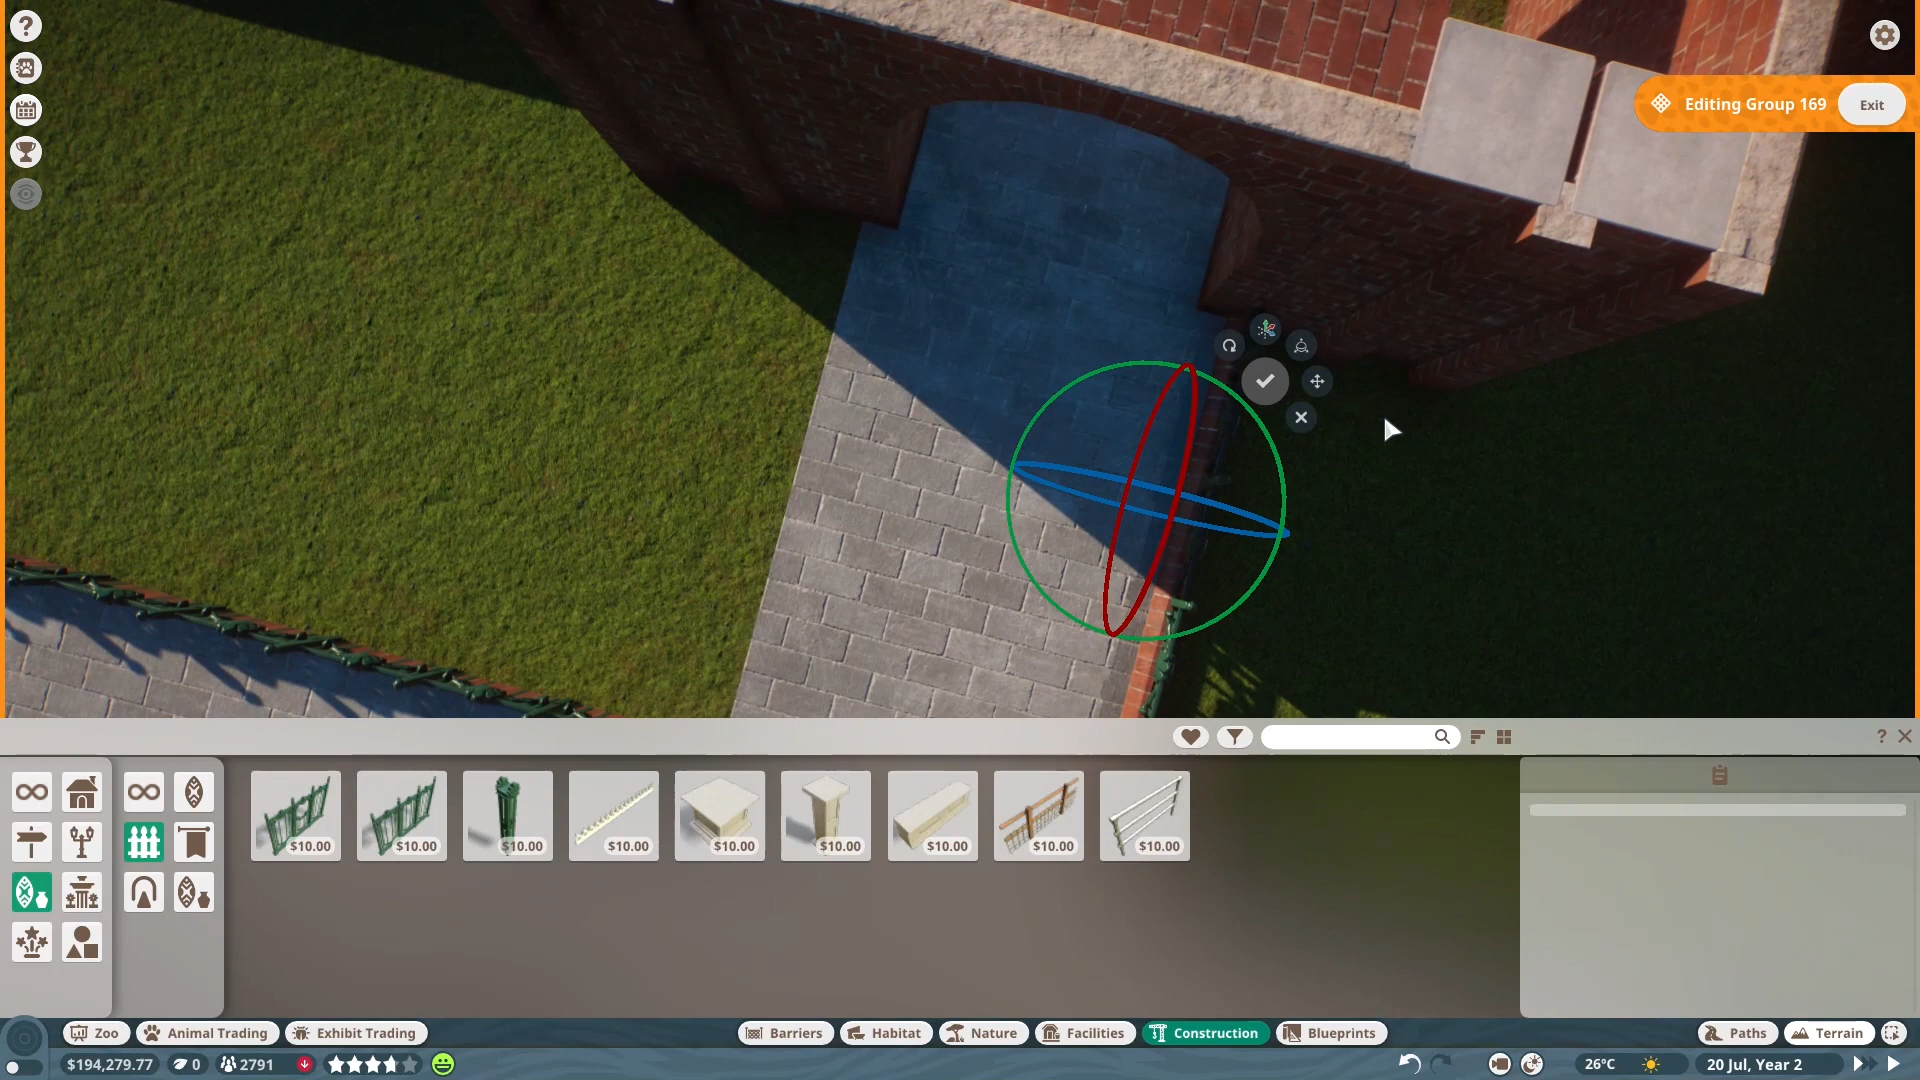 Editing Group 169 Exit
$10.00 $10.00 $10.00 $10.00 $10.00 $10.00 $10.00 $10.00 $10.00
Zoo Animal Trading Exhibit Trading Barriers Habitat Nature Facilities Construction Blueprints Paths Terrain
$194,279.77 0 2791 26°C 20 Jul, Year 2